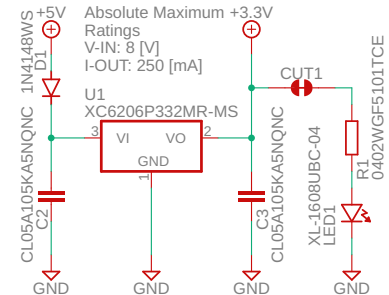 +5V
Absolute Maximum
Ratings
V-IN: 8 [V]
I-OUT: 250 [mA]
+3.3V
1N4148WS
D1
U1
XC6206P332MR-MS
3
VI
VO
2
GND
1
CUT1
R1
0402WGF5101TCE
CL05A105KA5NQNC
C2
CL05A105KA5NQNC
C3
XL-1608UBC-04
LED1
GND
GND
GND
GND